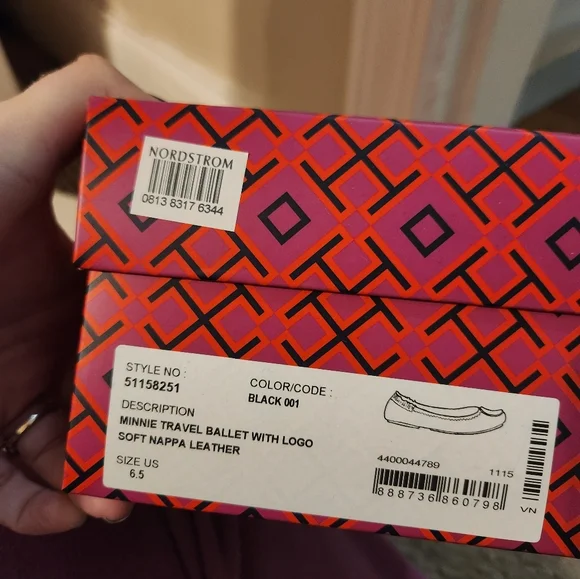 NORDSTROM
0813 8317 6344
STYLE NO :
51158251
COLOR/CODE :
BLACK 001
DESCRIPTION
MINNIE TRAVEL BALLET WITH LOGO
SOFT NAPPA LEATHER
SIZE US
6.5
4400044789 1115
888736860798
VN